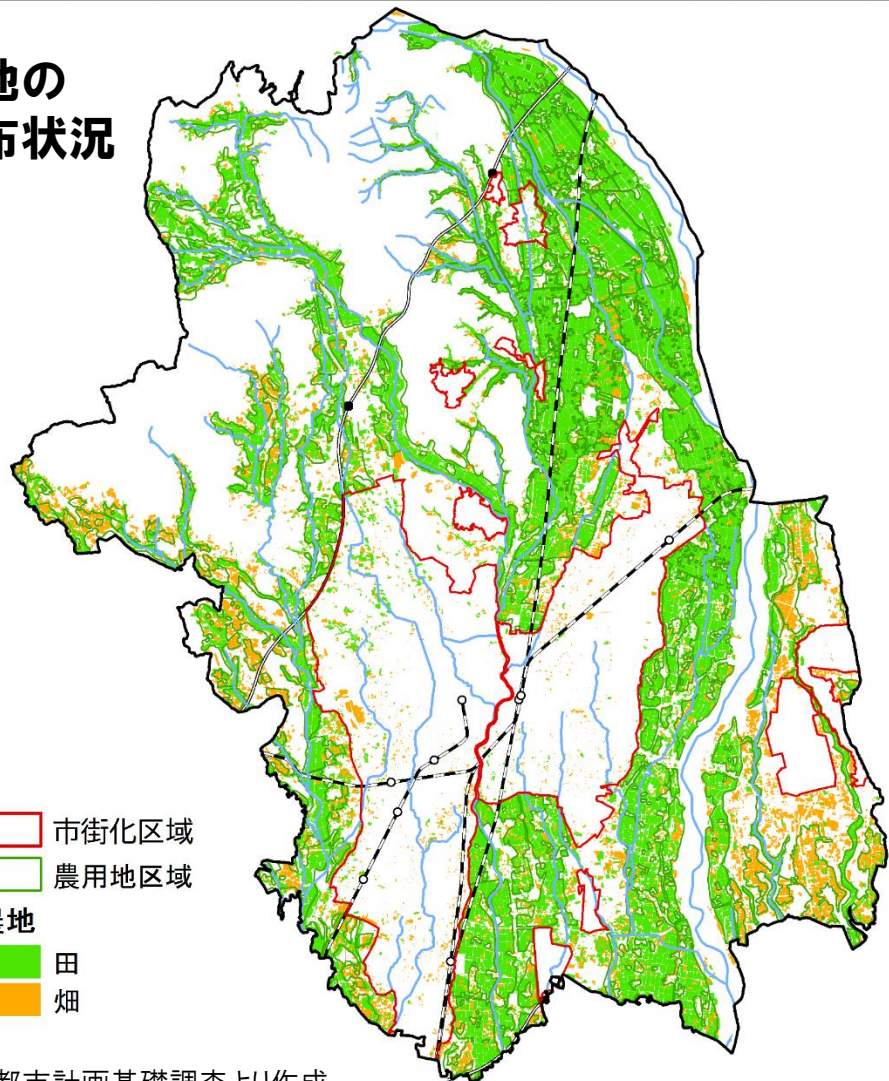 地の
布状況
市街化区域
農用地区域
農地
田
畑
都市計画基礎調査より作成